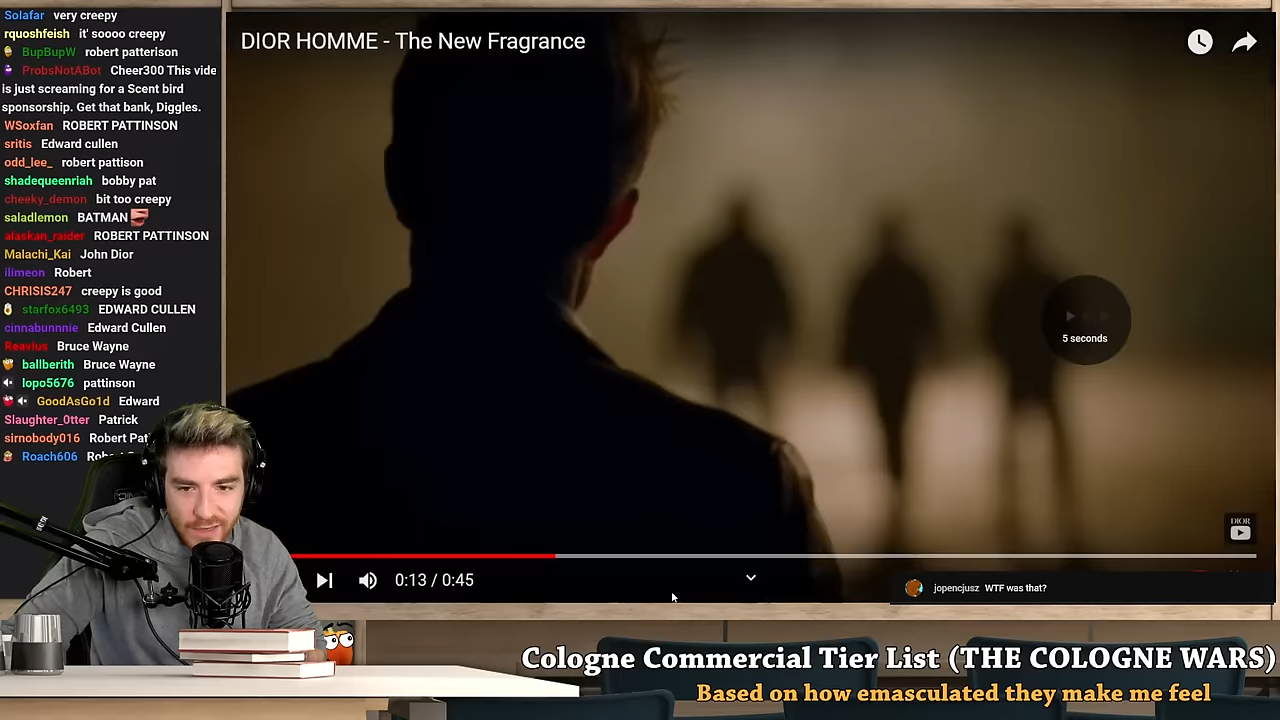 Solafar very creepy
rquoshfeish it' soooo creepy
BupBupW robert patterison
ProbsNotABot Cheer300 This vide
is just screaming for a Scent bird
sponsorship. Get that bank, Diggles.
WSoxfan ROBERT PATTINSON
sritis Edward cullen
odd_lee_ robert pattison
shadequeenriah bobby pat
cheeky_demon bit too creepy
saladlemon BATMAN
alaskan_raider ROBERT PATTINSON
Malachi_Kai John Dior
ilimeon Robert
CHRISIS247 creepy is good
starfox6493 EDWARD CULLEN
cinnabunnnie Edward Cullen
Reavius Bruce Wayne
ballberith Bruce Wayne
lopo5676 pattinson
GoodAsGo1d Edward
Slaughter_0tter Patrick
sirnobody016 Robert Pat
Roach606
DIOR HOMME - The New Fragrance
5 seconds
DIOR
0:13 / 0:45
jopencjusz WTF was that?
Cologne Commercial Tier List (THE COLOGNE WARS)
Based on how emasculated they make me feel